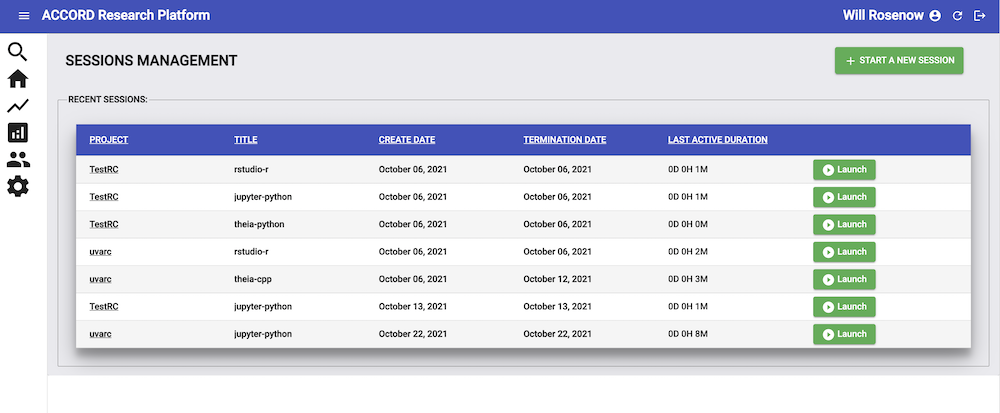 ACCORD Research Platform Will Rosenow
SESSIONS MANAGEMENT START A NEW SESSION
RECENT SESSIONS:
PROJECT TITLE CREATE DATE TERMINATION DATE LAST ACTIVE DURATION
TestRC rstudio-r October 06, 2021 October 06, 2021 0D 0H 1M Launch
TestRC jupyter-python October 06, 2021 October 06, 2021 0D 0H 1M Launch
TestRC theia-python October 06, 2021 October 06, 2021 0D 0H 0M Launch
uvarc rstudio-r October 06, 2021 October 06, 2021 0D 0H 2M Launch
uvarc theia-cpp October 06, 2021 October 12, 2021 0D 0H 3M Launch
TestRC jupyter-python October 13, 2021 October 13, 2021 0D 0H 1M Launch
uvarc jupyter-python October 22, 2021 October 22, 2021 0D 0H 8M Launch